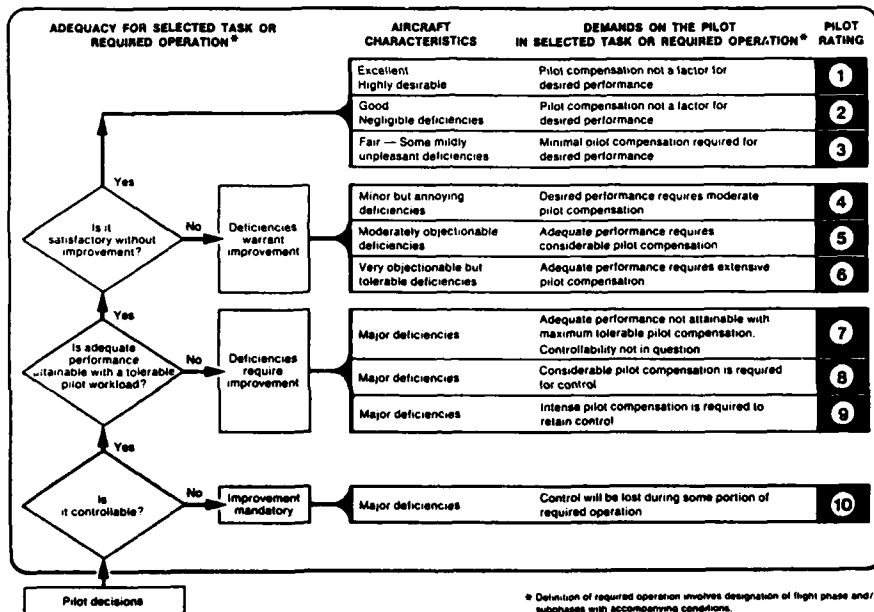 ADEQUACY FOR SELECTED TASK OR
REQUIRED OPERATION*
AIRCRAFT
CHARACTERISTICS
DEMANDS ON THE PILOT
IN SELECTED TASK OR REQUIRED OPERATION*
PILOT
RATING
Excellent
Highly desirable
Pilot compensation not a factor for
desired performance
1
Good
Negligible deficiencies
Pilot compensation not a factor for
desired performance
2
Fair — Some mildly
unpleasant deficiencies
Minimal pilot compensation required for
desired performance
3
Yes
Is it
satisfactory without
improvement?
No
Deficiencies
warrant
improvement
Minor but annoying
deficiencies
Desired performance requires moderate
pilot compensation
4
Moderately objectionable
deficiencies
Adequate performance requires
considerable pilot compensation
5
Very objectionable but
tolerable deficiencies
Adequate performance requires extensive
pilot compensation
6
Yes
Is adequate
performance
attainable with a tolerable
pilot workload?
No
Deficiencies
require
improvement
Major deficiencies
Adequate performance not attainable with
maximum tolerable pilot compensation.
Controllability not in question
7
Major deficiencies
Considerable pilot compensation is required
for control
8
Major deficiencies
Intense pilot compensation is required to
retain control
9
Yes
Is
it controllable?
No
Improvement
mandatory
Major deficiencies
Control will be lost during some portion of
required operation
10
Pilot decisions
* Definition of required operation involves designation of flight phase and/
subphases with accompanying conditions.